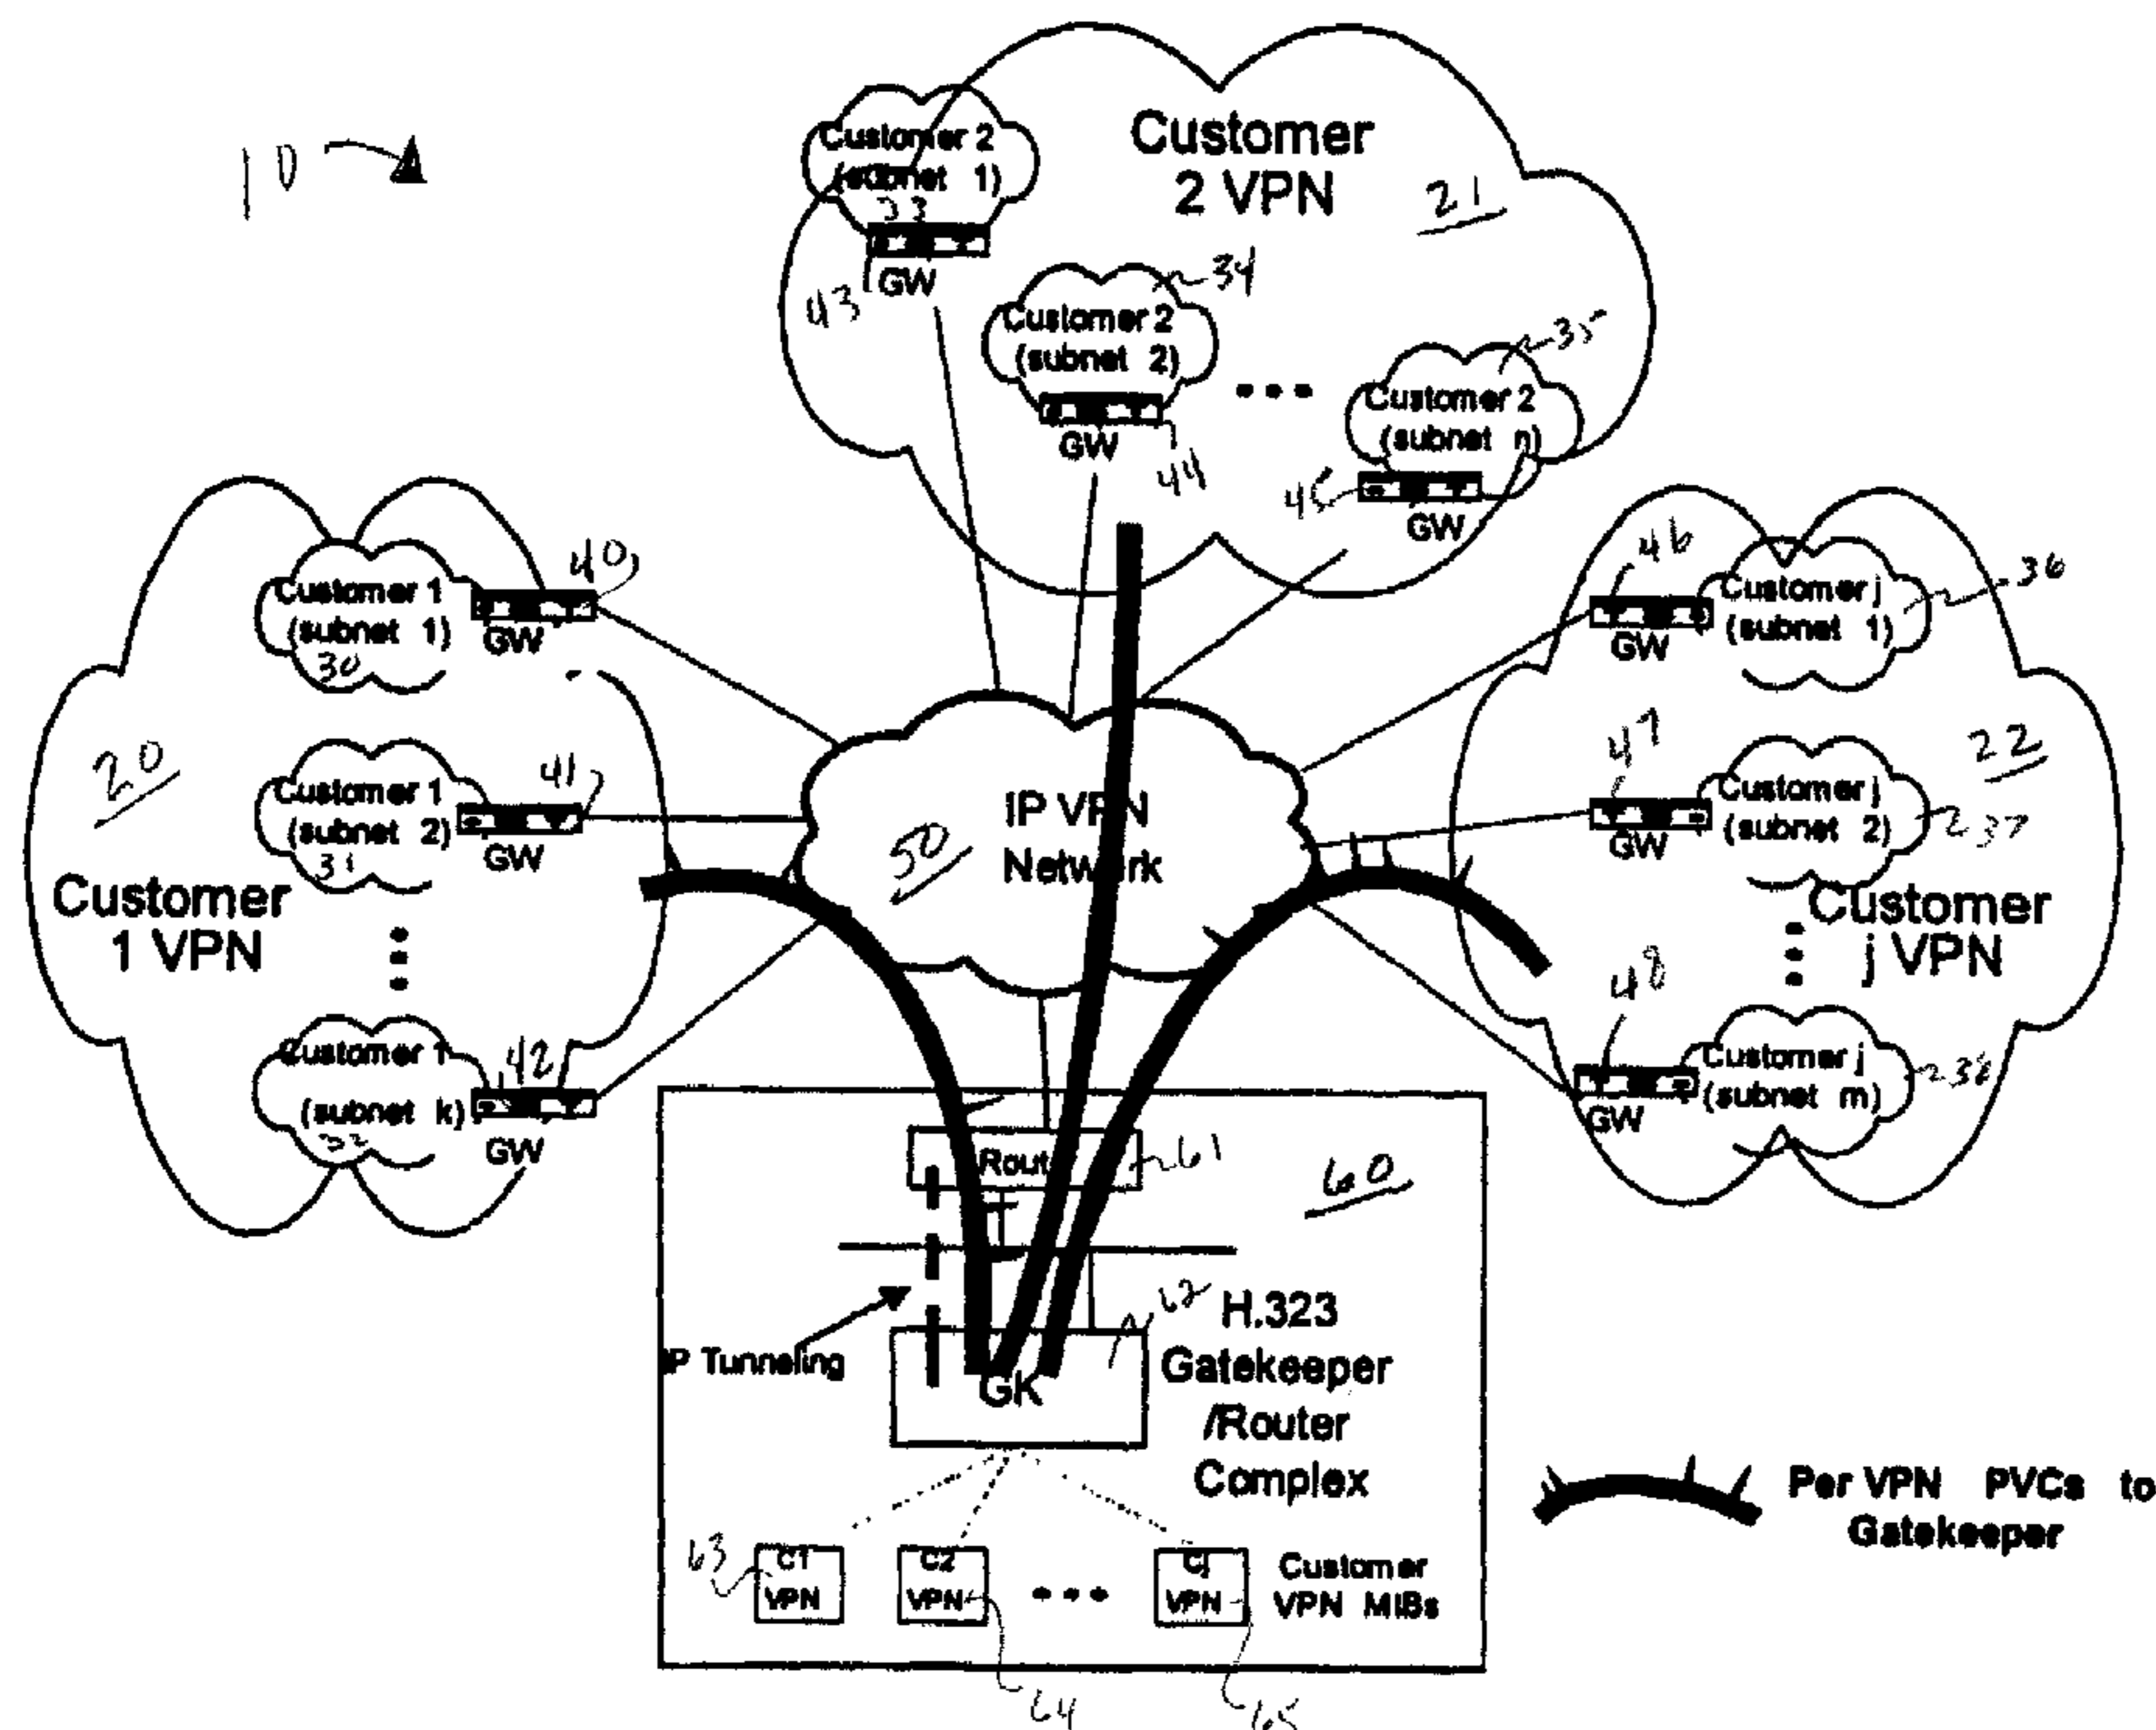 10
Customer 2
(subnet 1)
33
GW
43
Customer
2 VPN
21
34
Customer 2
(subnet 2)
GW
44
35
Customer 2
(subnet n)
45
GW
40
Customer 1
(subnet 1)
30
GW
20
41
Customer 1
(subnet 2)
31
GW
Customer
1 VPN
42
Customer 1
(subnet k)
32
GW
IP VPN
Network
50
46
36
Customer j
(subnet 1)
GW
47
22
Customer j
(subnet 2)
37
GW
Customer
j VPN
48
Customer j
(subnet m)
38
GW
Rout
61
60
IP Tunneling
62
GK
H.323
Gatekeeper
/Router
Complex
63
C1
VPN
C2
VPN
Cj
VPN
Customer
VPN MIBs
64
65
Per VPN PVCs to
Gatekeeper